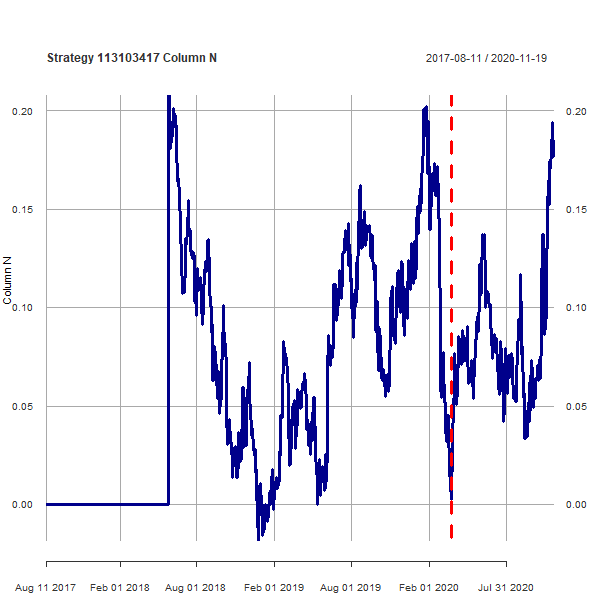 Strategy 113103417 Column N
2017-08-11 / 2020-11-19
0.20 0.20
0.15 0.15
0.10 0.10
0.05 0.05
0.00 0.00
Column N
Aug 11 2017 Feb 01 2018 Aug 01 2018 Feb 01 2019 Aug 01 2019 Feb 01 2020 Jul 31 2020